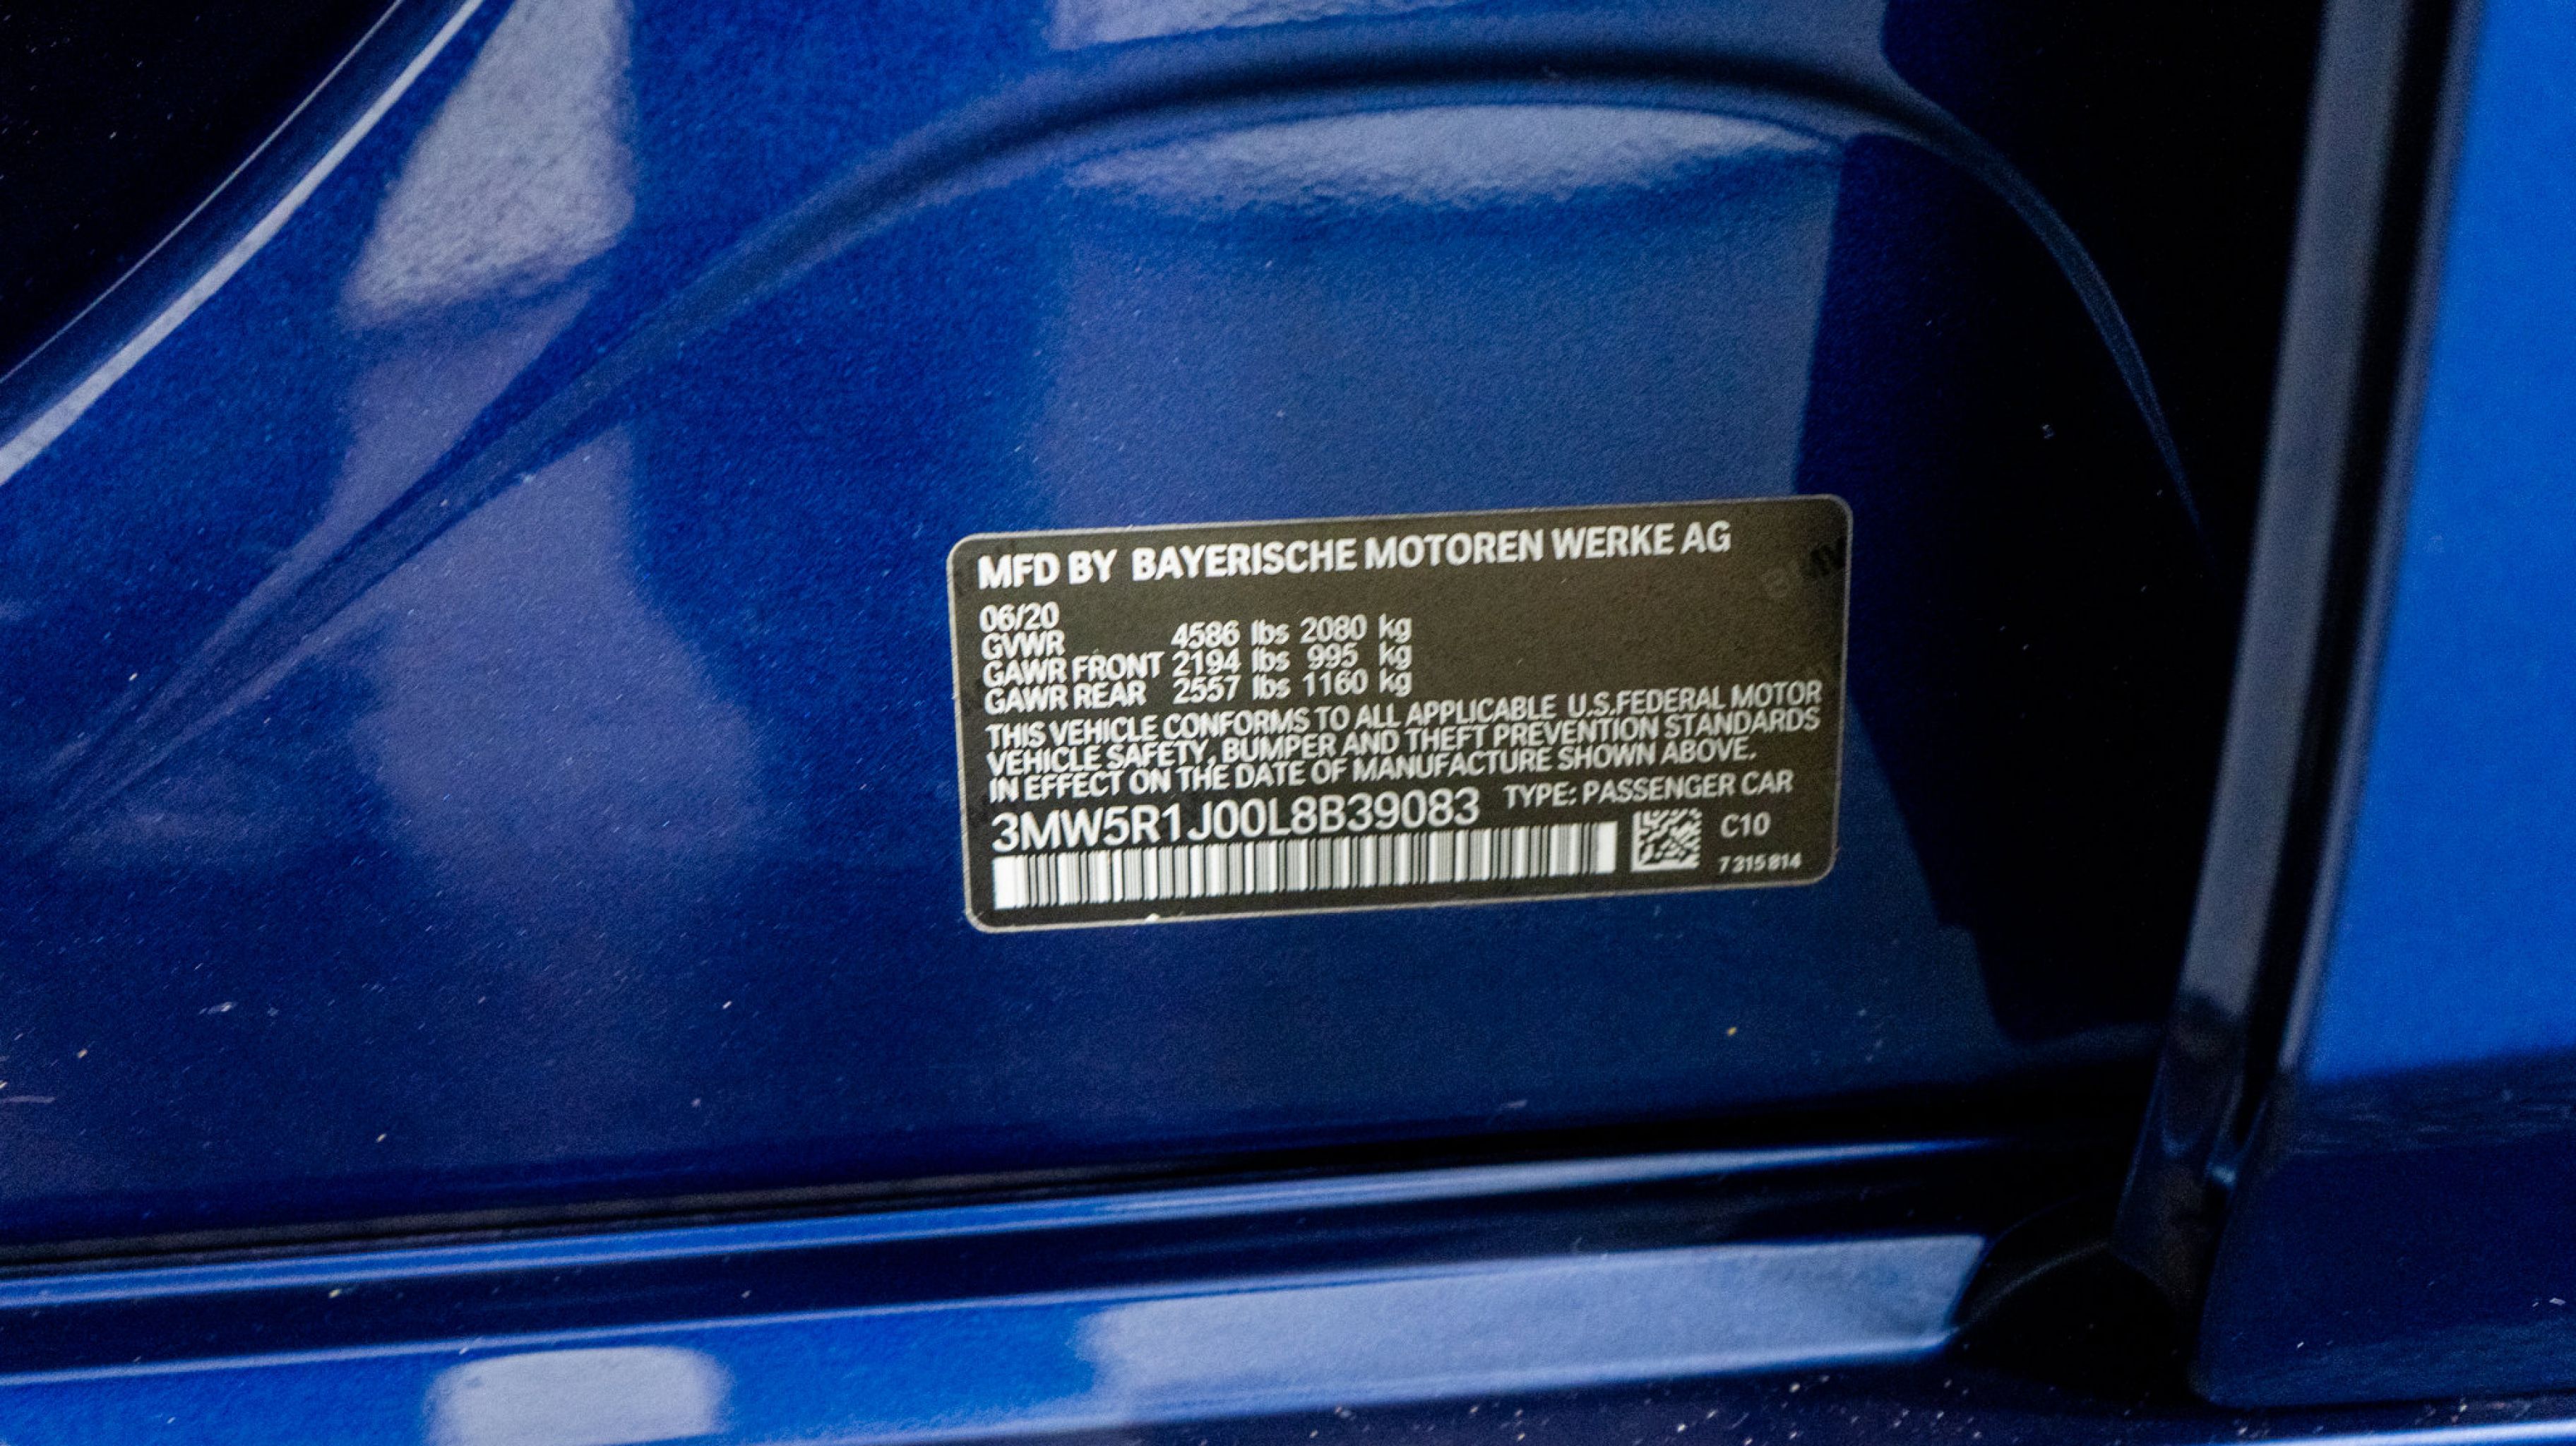 MFD BY BAYERISCHE MOTOREN WERKE AG
06/20
GVWR 4586 lbs 2080 kg
GAWR FRONT 2194 lbs 995 kg
GAWR REAR 2557 lbs 1160 kg
THIS VEHICLE CONFORMS TO ALL APPLICABLE U.S.FEDERAL MOTOR
VEHICLE SAFETY, BUMPER AND THEFT PREVENTION STANDARDS
IN EFFECT ON THE DATE OF MANUFACTURE SHOWN ABOVE.
3MW5R1J00L8B39083 TYPE: PASSENGER CAR
C10
7 315 814